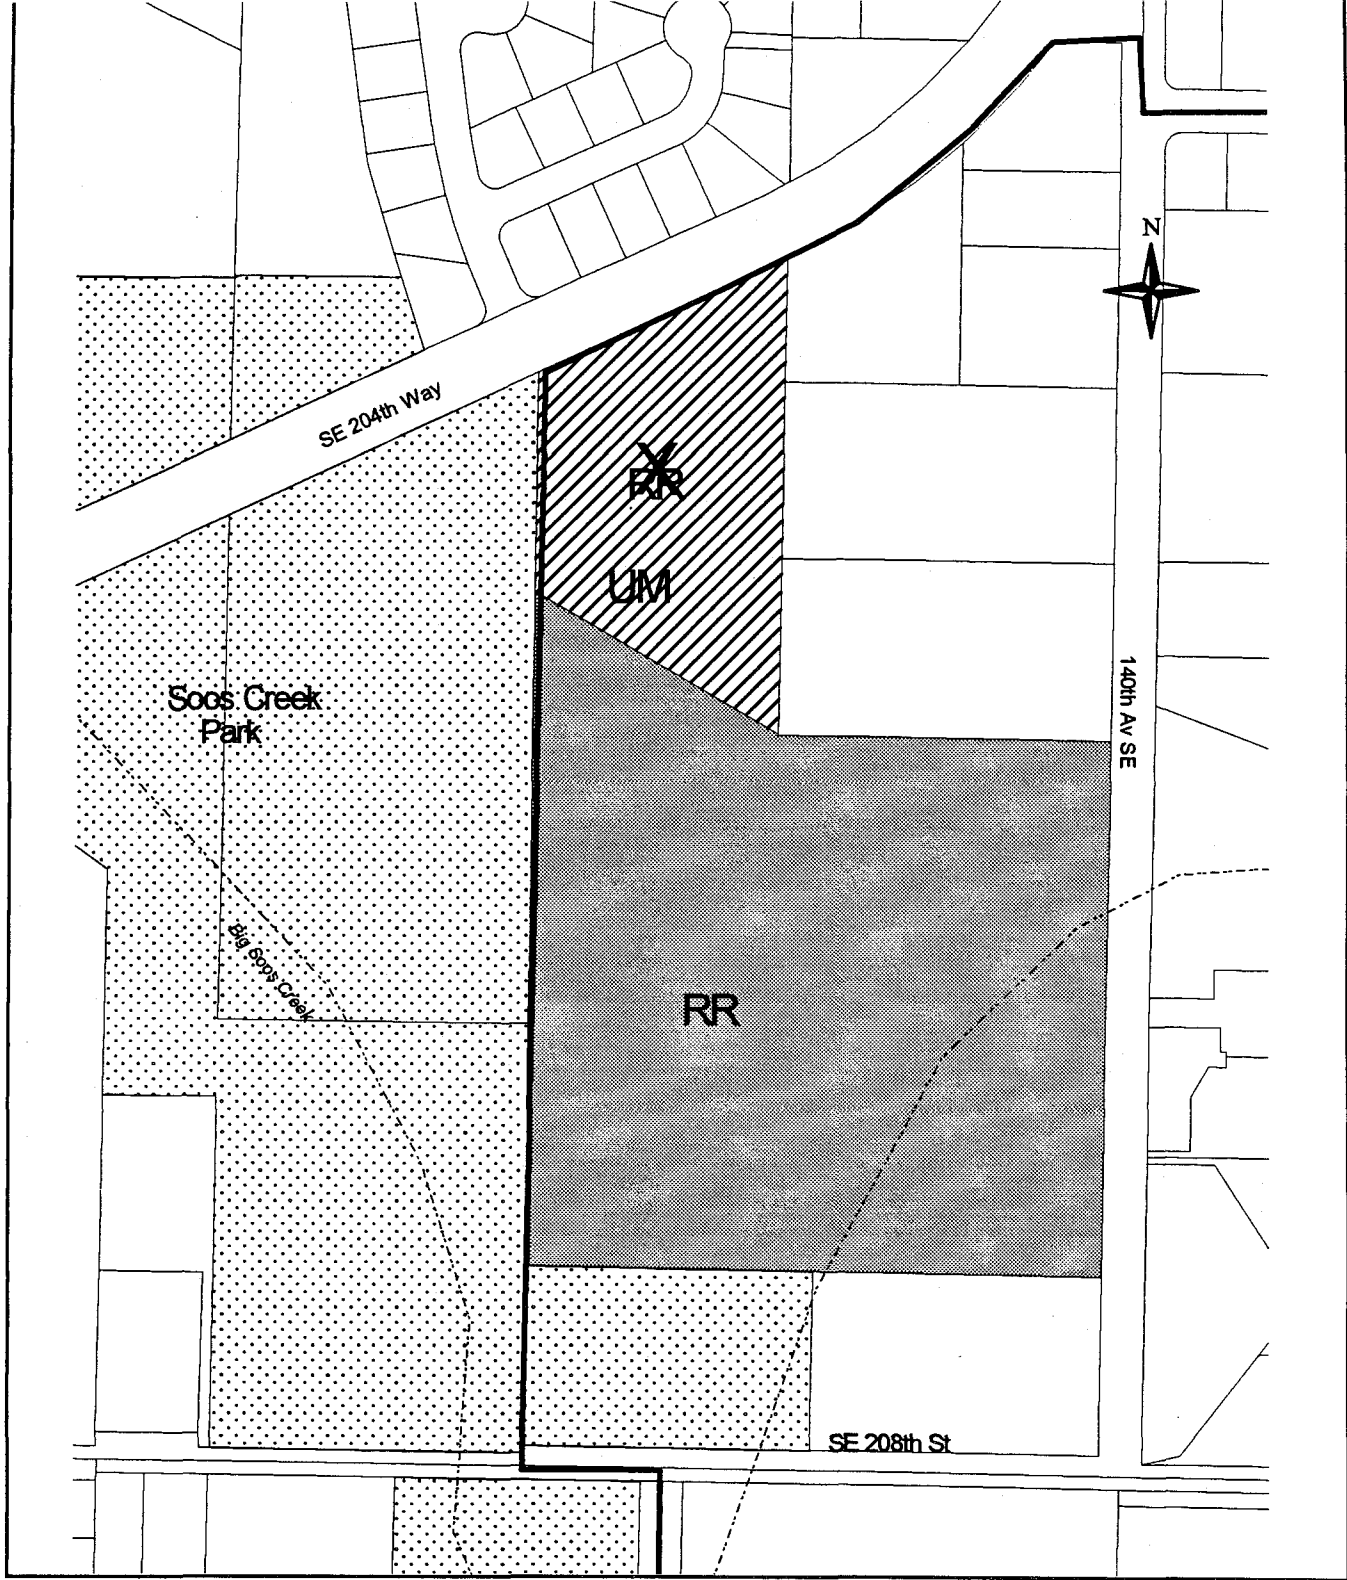 N
SE 204th Way
RR
X
UM
140th Av SE
Soos Creek
Park
Big Soos Creek
RR
SE 208th St